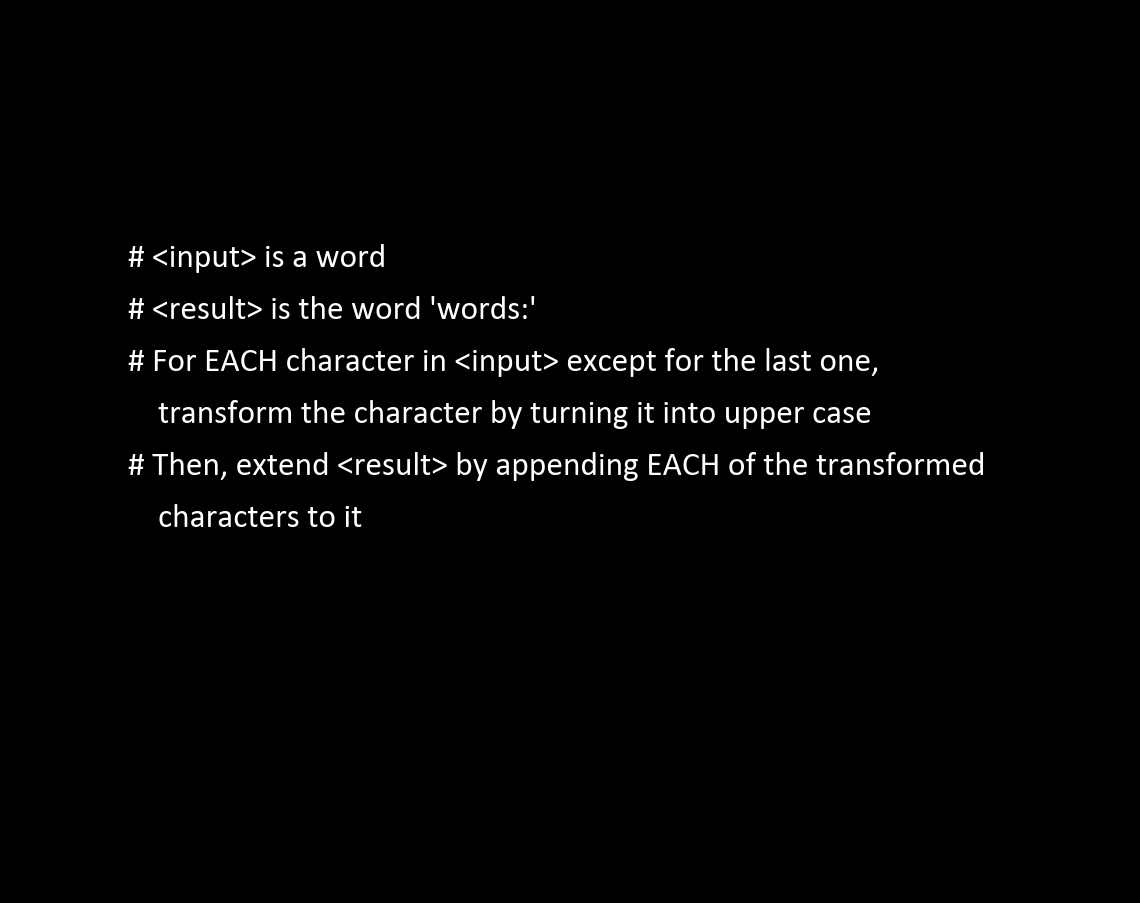 # <input> is a word
# <result> is the word 'words:'
# For EACH character in <input> except for the last one,
transform the character by turning it into upper case
# Then, extend <result> by appending EACH of the transformed
characters to it